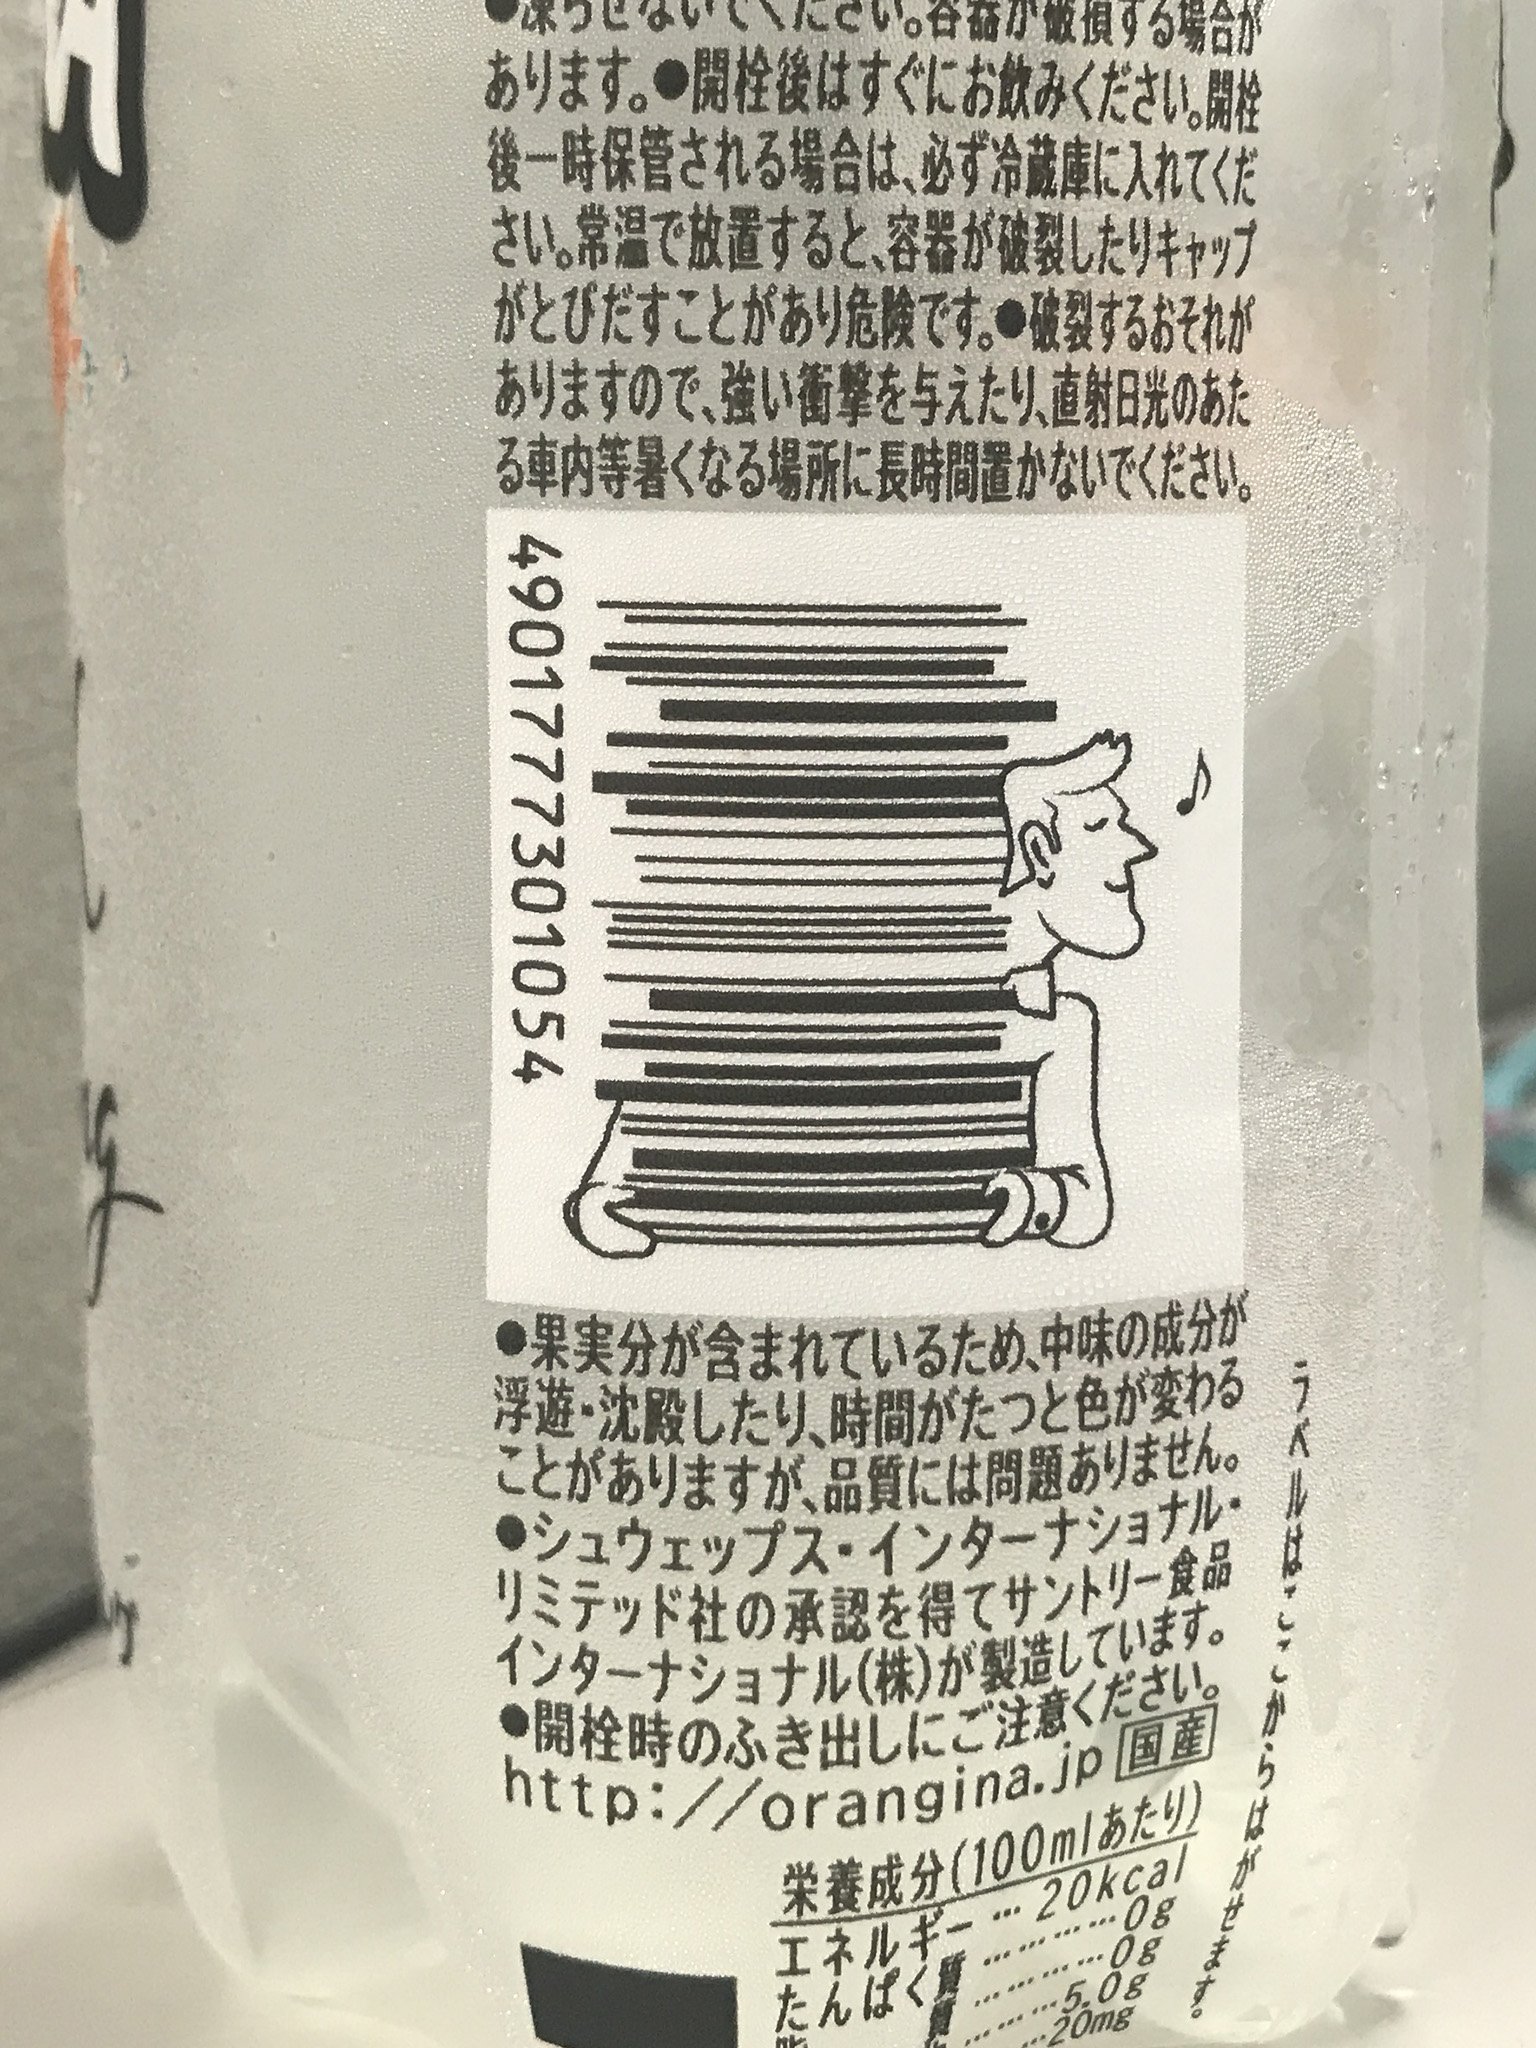 ●凍らせないでください。容器が破損する場合が
あります。●開栓後はすぐにお飲みください。開栓
後一時保管される場合は、必ず冷蔵庫に入れてくだ
さい。常温で放置すると、容器が破裂したりキャップ
がとびだすことがあり危険です。●破裂するおそれが
ありますので、強い衝撃を与えたり、直射日光のあた
る車内等暑くなる場所に長時間置かないでください。
4901777301054
●果実分が含まれているため、中味の成分が
浮遊・沈殿したり、時間がたつと色が変わる
ことがありますが、品質には問題ありません。
●シュウェップス・インターナショナル・
リミテッド社の承認を得てサントリー食品
インターナショナル(株)が製造しています。
●開栓時のふき出しにご注意ください。
http://orangina.jp 国産
栄養成分(100mlあたり)
エネルギー…20kcal
たんぱく質………0g
………0g
………5.0g
……20mg
ラベルはここからはがせます。